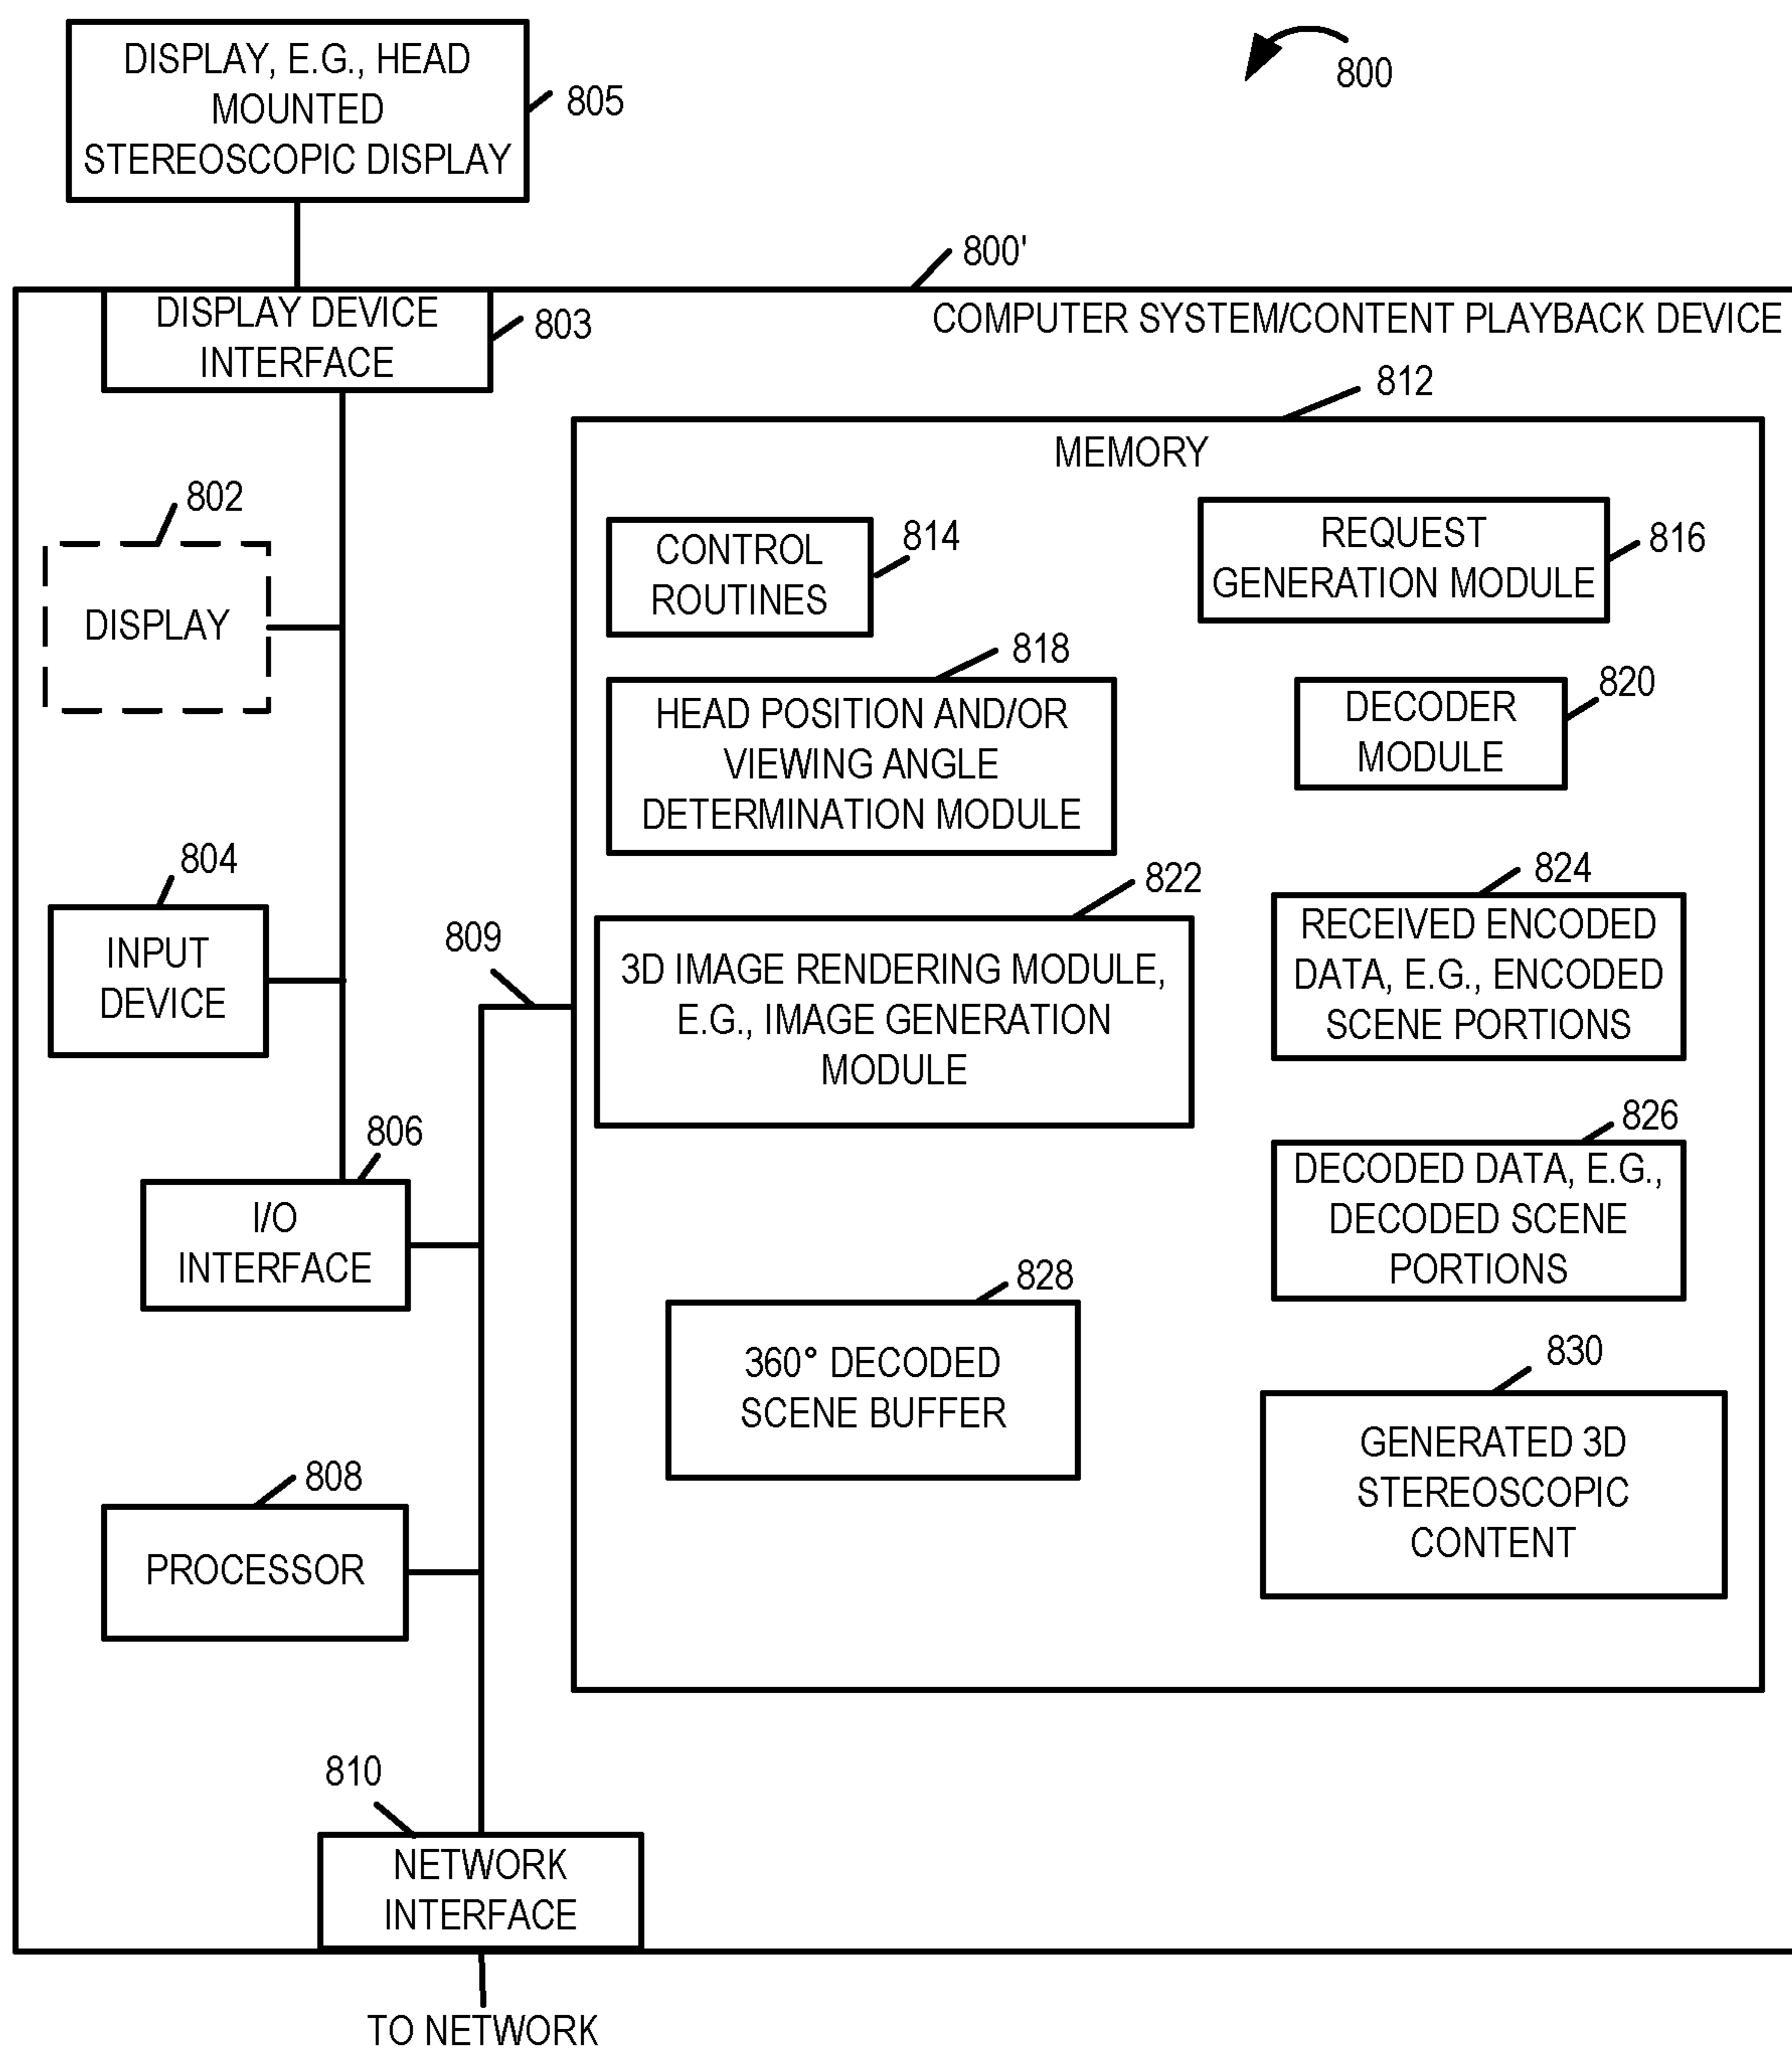 DISPLAY, E.G., HEAD
MOUNTED
STEREOSCOPIC DISPLAY
805
800
800'
DISPLAY DEVICE
INTERFACE
803
COMPUTER SYSTEM/CONTENT PLAYBACK DEVICE
812
MEMORY
802
DISPLAY
CONTROL
ROUTINES
814
REQUEST
GENERATION MODULE
816
818
HEAD POSITION AND/OR
VIEWING ANGLE
DETERMINATION MODULE
DECODER
MODULE
820
804
INPUT
DEVICE
809
822
3D IMAGE RENDERING MODULE,
E.G., IMAGE GENERATION
MODULE
824
RECEIVED ENCODED
DATA, E.G., ENCODED
SCENE PORTIONS
806
I/O
INTERFACE
826
DECODED DATA, E.G.,
DECODED SCENE
PORTIONS
828
360° DECODED
SCENE BUFFER
830
GENERATED 3D
STEREOSCOPIC
CONTENT
808
PROCESSOR
810
NETWORK
INTERFACE
TO NETWORK